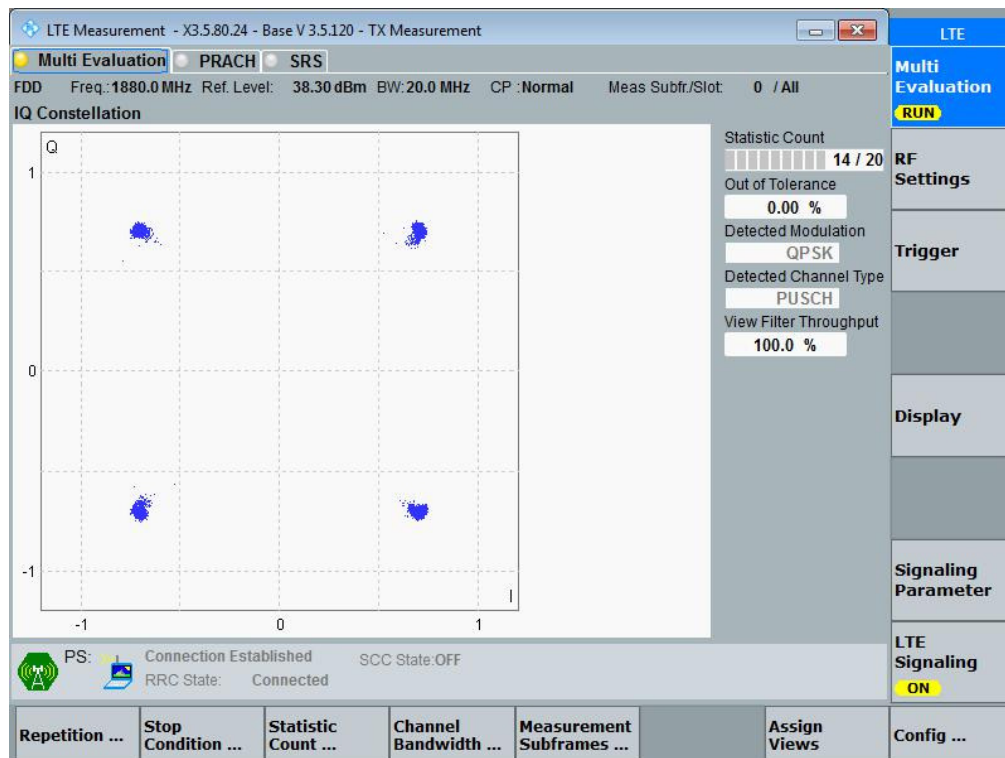 LTE Measurement - X3.5.80.24 - Base V 3.5.120 - TX Measurement
LTE
Multi Evaluation PRACH SRS
Multi
Evaluation
RUN
FDD Freq.:1880.0 MHz Ref. Level: 38.30 dBm BW:20.0 MHz CP :Normal Meas Subfr./Slot: 0 / All
IQ Constellation
Q
1
0
-1
-1 0 1
I
Statistic Count
14 / 20
Out of Tolerance
0.00 %
Detected Modulation
QPSK
Detected Channel Type
PUSCH
View Filter Throughput
100.0 %
RF
Settings
Trigger
Display
Signaling
Parameter
LTE
Signaling
ON
PS: Connection Established SCC State:OFF
RRC State: Connected
Repetition ...
Stop
Condition ...
Statistic
Count ...
Channel
Bandwidth ...
Measurement
Subframes ...
Assign
Views
Config ...